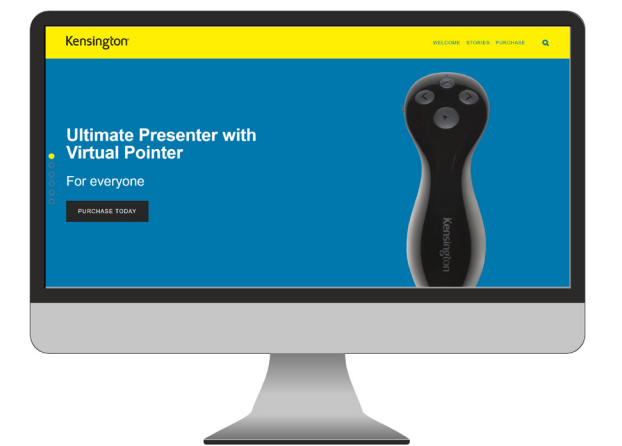 Kensington
WELCOME STORIES PURCHASE
Ultimate Presenter with
Virtual Pointer
For everyone
PURCHASE TODAY
Kensington